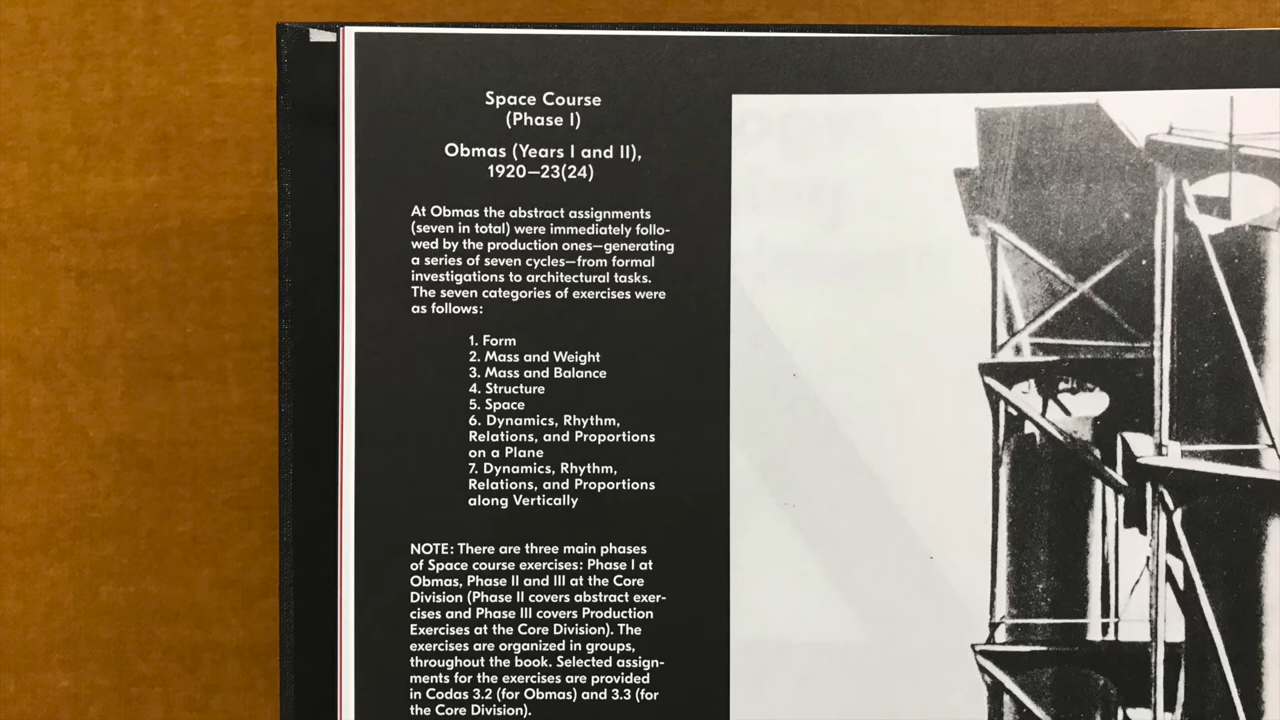 Space Course
(Phase I)
Obmas (Years I and II),
1920–23(24)
At Obmas the abstract assignments
(seven in total) were immediately follo-
wed by the production ones—generating
a series of seven cycles—from formal
investigations to architectural tasks.
The seven categories of exercises were
as follows:
1. Form
2. Mass and Weight
3. Mass and Balance
4. Structure
5. Space
6. Dynamics, Rhythm,
Relations, and Proportions
on a Plane
7. Dynamics, Rhythm,
Relations, and Proportions
along Vertically
NOTE: There are three main phases
of Space course exercises: Phase I at
Obmas, Phase II and III at the Core
Division (Phase II covers abstract exer-
cises and Phase III covers Production
Exercises at the Core Division). The
exercises are organized in groups,
throughout the book. Selected assign-
ments for the exercises are provided
in Codas 3.2 (for Obmas) and 3.3 (for
the Core Division).